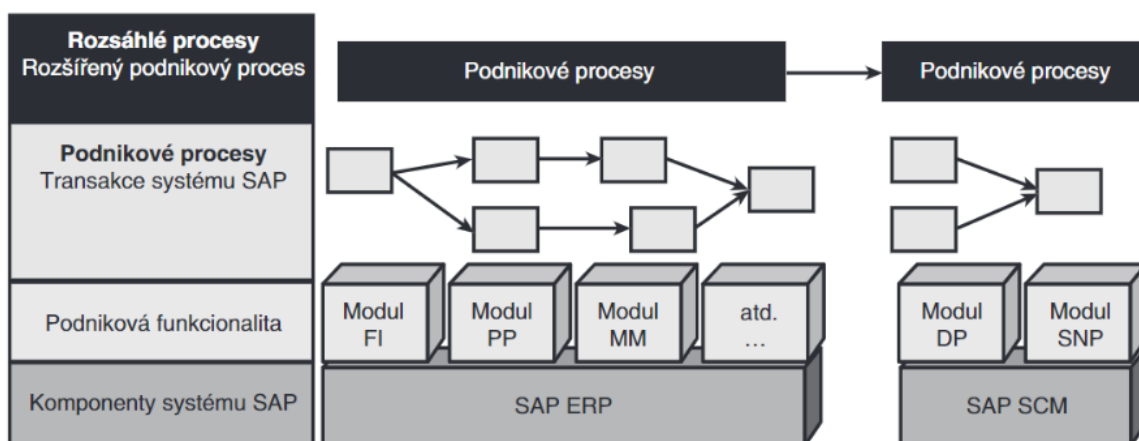 Rozsáhlé procesy
Rozšířený podnikový proces
Podnikové procesy
Podnikové procesy
Podnikové procesy
Transakce systému SAP
Podniková funkcionalita
Modul
FI
Modul
PP
Modul
MM
atd.
...
Modul
DP
Modul
SNP
Komponenty systému SAP
SAP ERP
SAP SCM